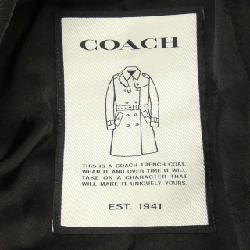 COACH
THIS IS A COACH TRENCH COAT.
WEAR IT AND OVER TIME IT WILL
TAKE ON A CHARACTER THAT
WILL MAKE IT UNIQUELY YOURS.
EST. 1941